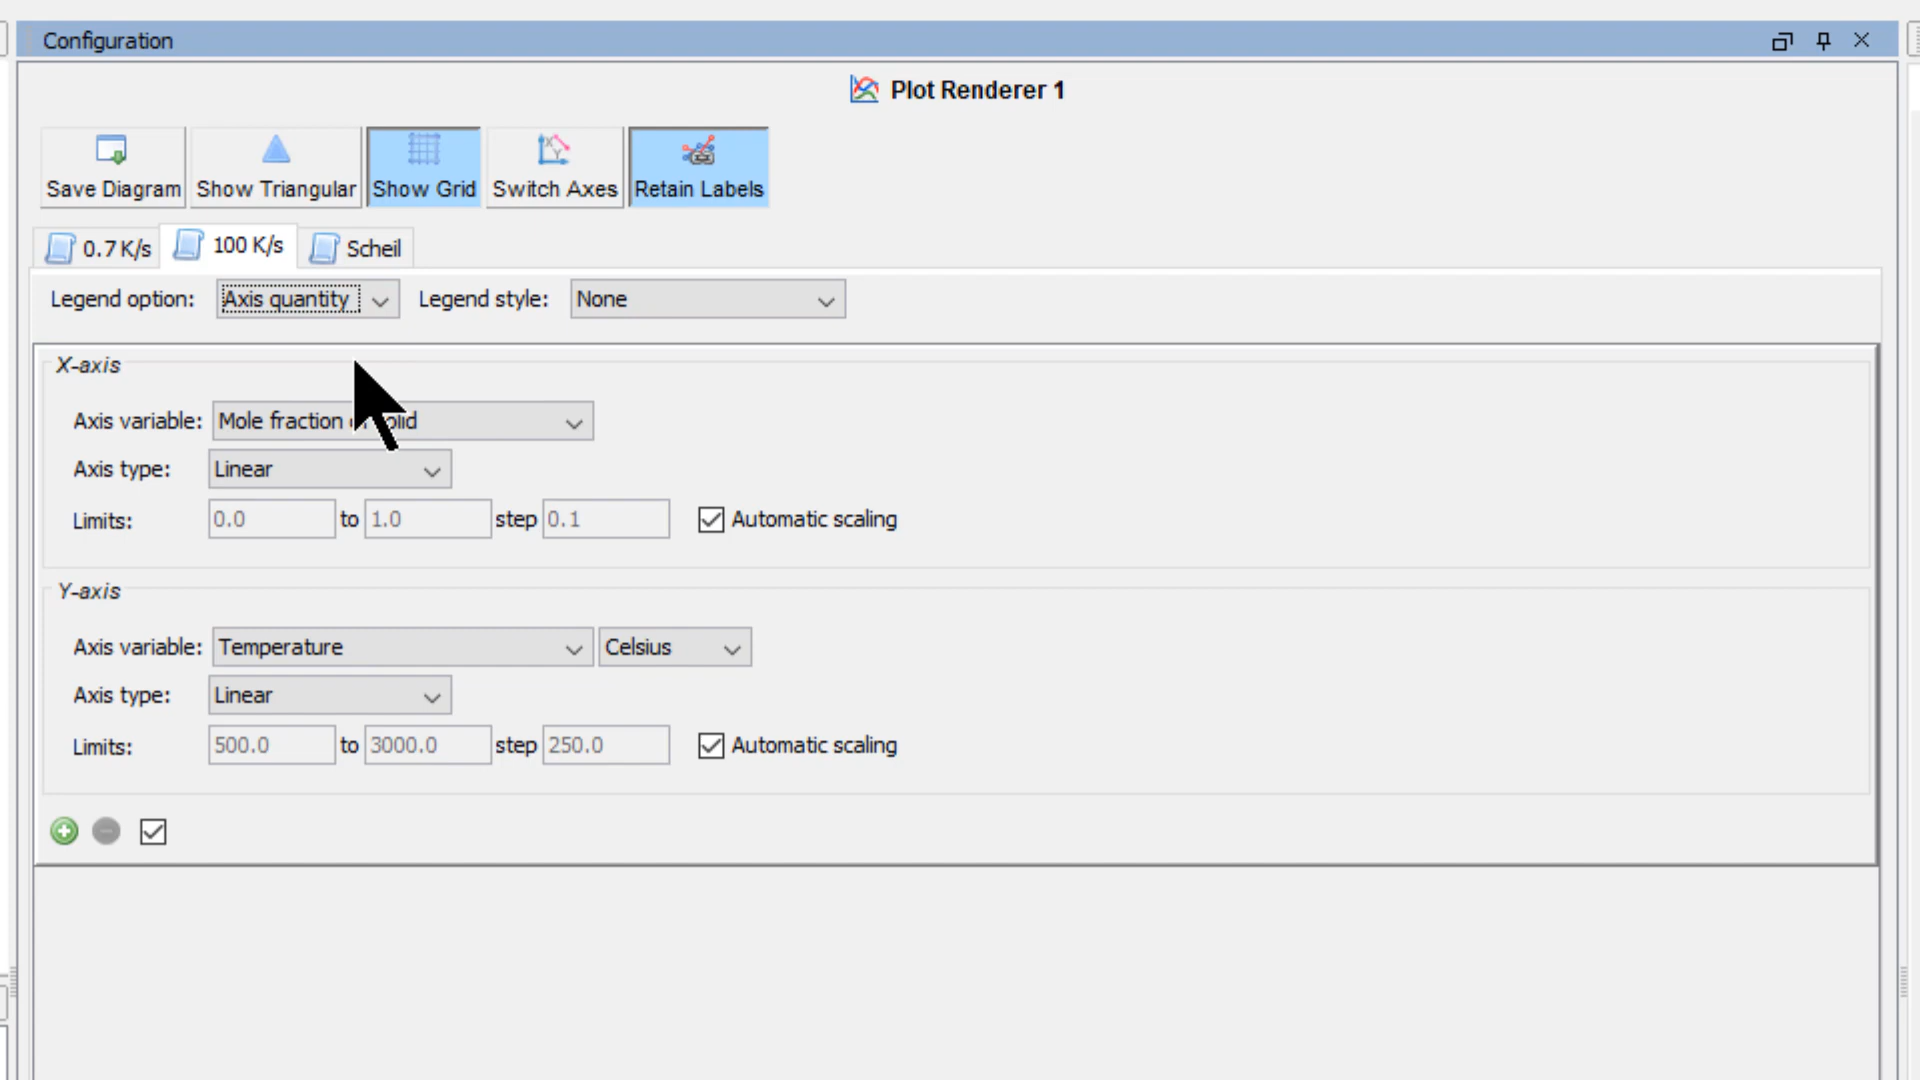 Configuration
Plot Renderer 1
Save Diagram Show Triangular Show Grid Switch Axes Retain Labels
0.7 K/s 100 K/s Scheil
Legend option: Axis quantity Legend style: None
X-axis
Axis variable: Mole fraction
Axis type: Linear
Limits: 0.0 to 1.0 step 0.1 Automatic scaling
Y-axis
Axis variable: Temperature Celsius
Axis type: Linear
Limits: 500.0 to 3000.0 step 250.0 Automatic scaling